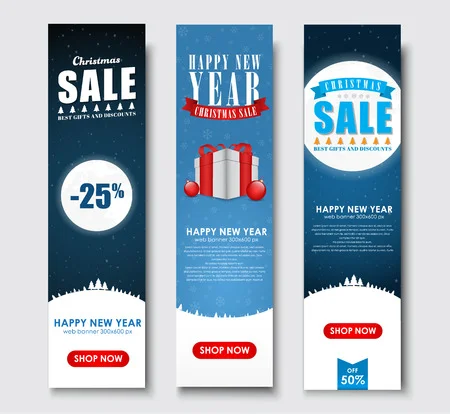 Christmas
SALE
BEST GIFTS AND DISCOUNTS
-25%
HAPPY NEW YEAR
web banner 300x600 px
SHOP NOW
HAPPY NEW
YEAR
CHRISTMAS SALE
HAPPY NEW YEAR
web banner 300x600 px
SHOP NOW
CHRISTMAS
SALE
BEST GIFTS AND DISCOUNTS
HAPPY NEW YEAR
web banner 300x600 px
SHOP NOW
OFF
50%